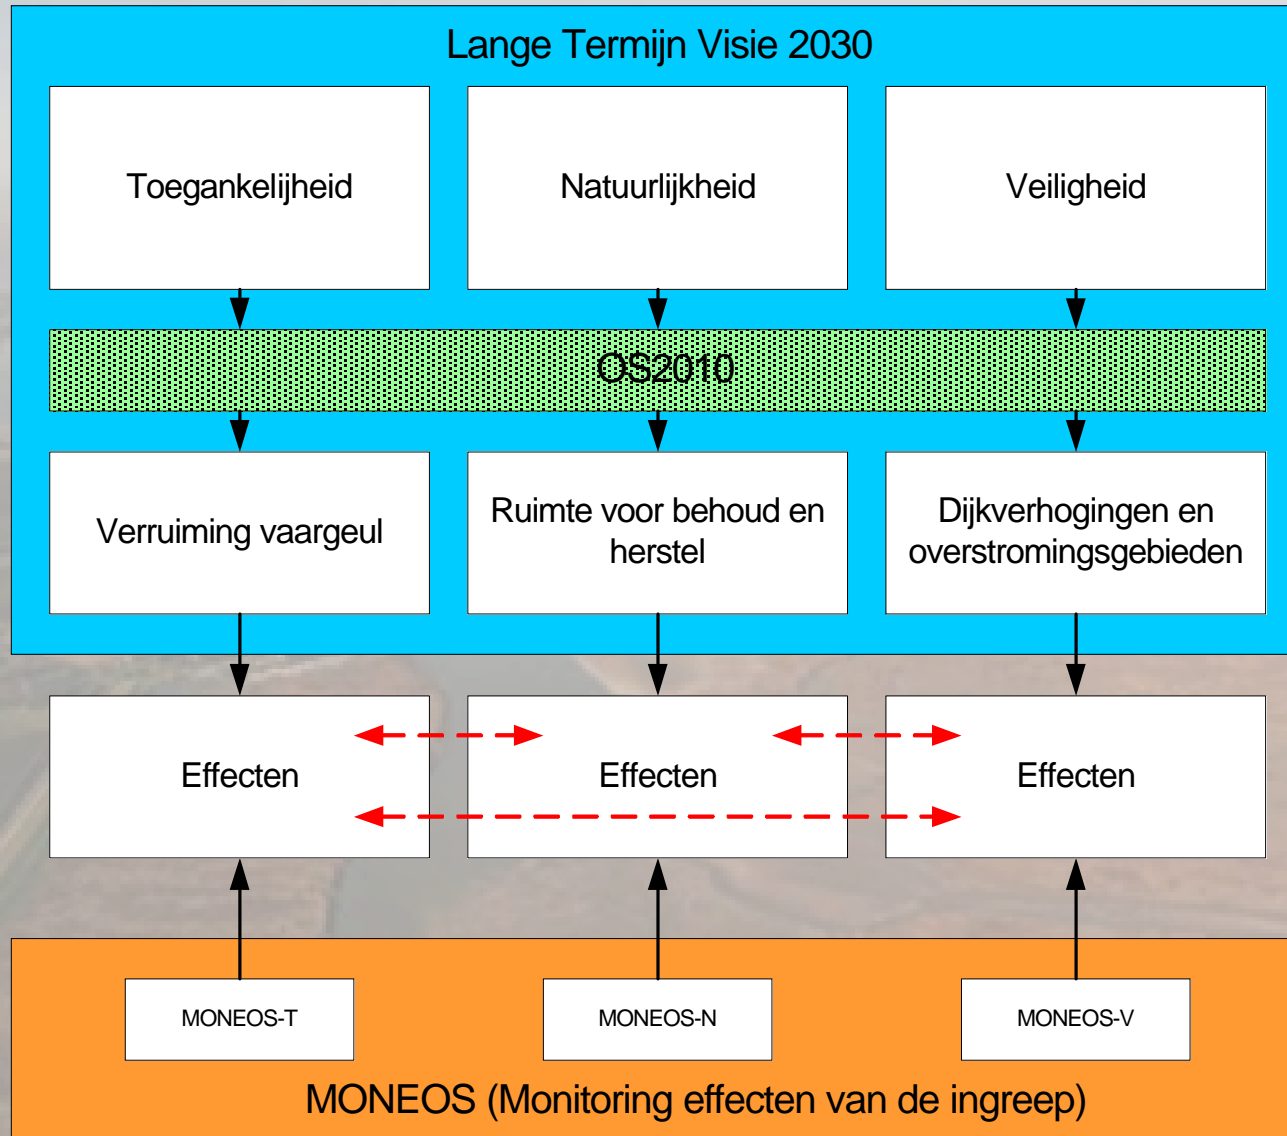 Lange Termijn Visie 2030
Toegankelijheid
Natuurlijkheid
Veiligheid
OS2010
Verruiming vaargeul
Ruimte voor behoud en
herstel
Dijkverhogingen en
overstromingsgebieden
Effecten
Effecten
Effecten
MONEOS-T
MONEOS-N
MONEOS-V
MONEOS (Monitoring effecten van de ingreep)